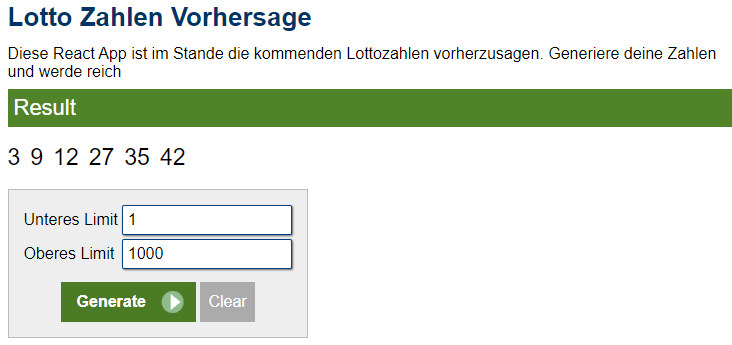 Lotto Zahlen Vorhersage
Diese React App ist im Stande die kommenden Lottozahlen vorherzusagen. Generiere deine Zahlen
und werde reich
Result
3 9 12 27 35 42
Unteres Limit 1
Oberes Limit 1000
Generate Clear